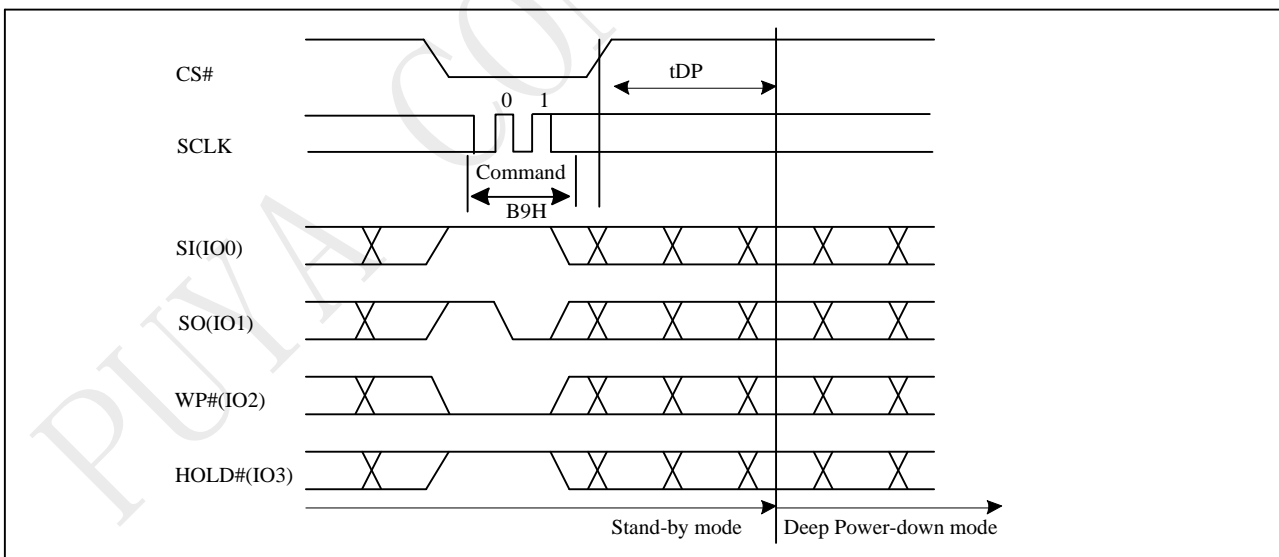 CS#
tDP
0 1
SCLK
Command
B9H
SI(IO0)
SO(IO1)
WP#(IO2)
HOLD#(IO3)
Stand-by mode Deep Power-down mode
PUYA